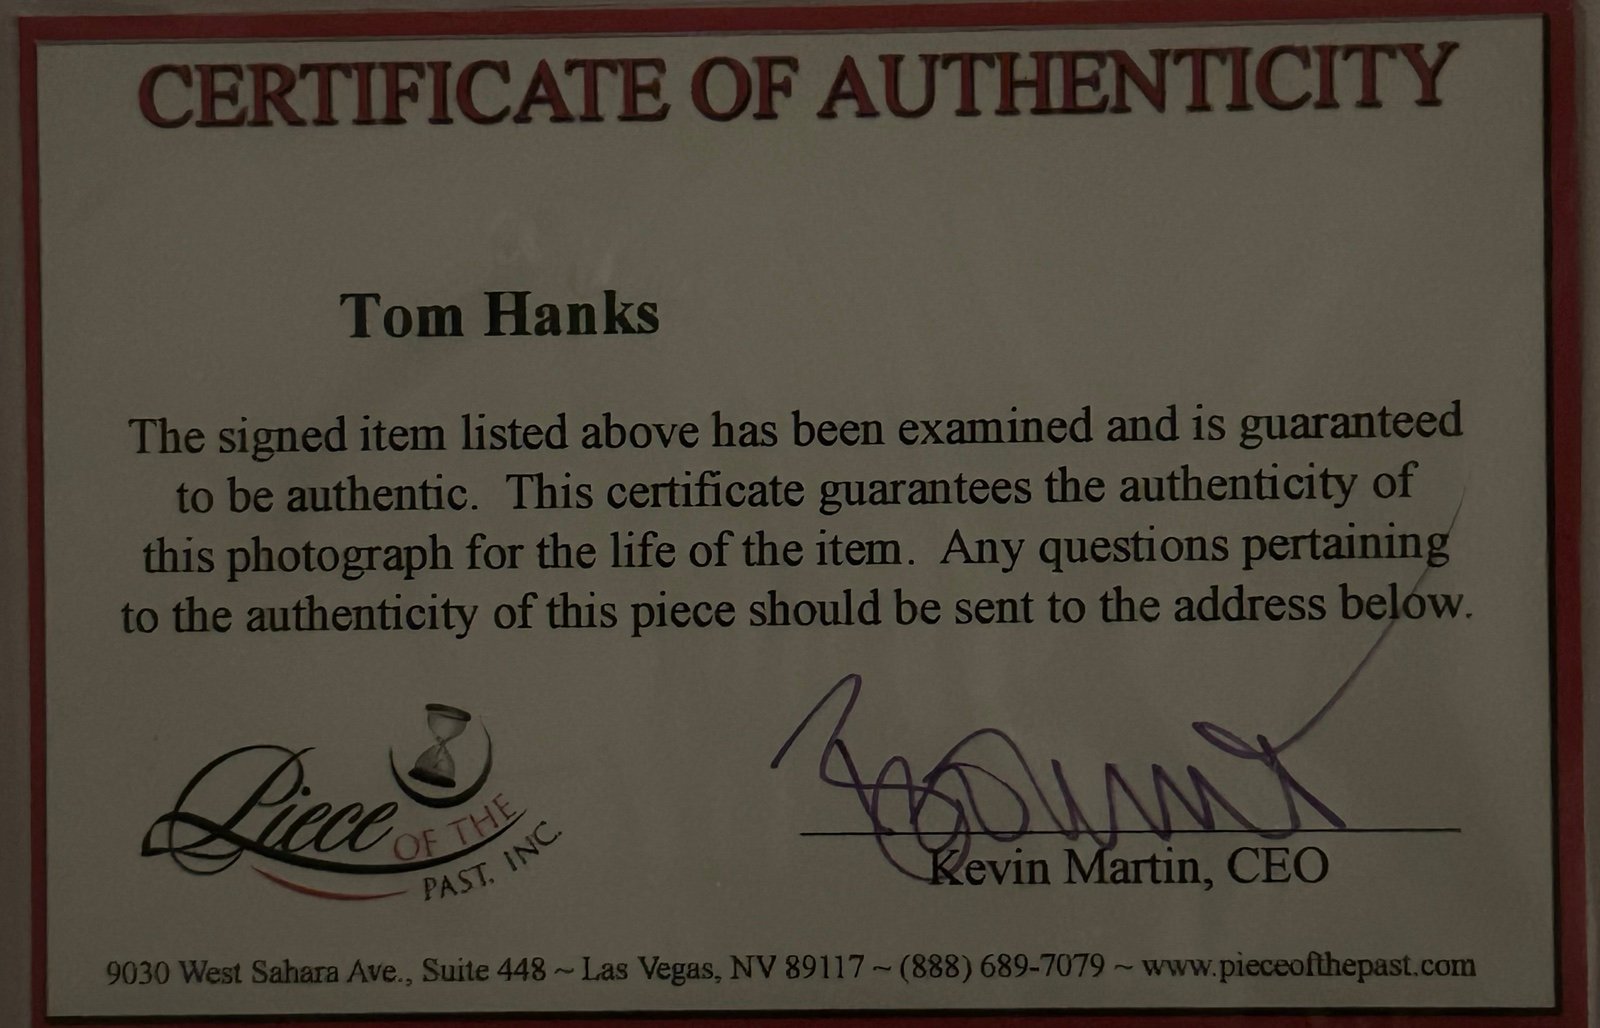 CERTIFICATE OF AUTHENTICITY
Tom Hanks
The signed item listed above has been examined and is guaranteed
to be authentic. This certificate guarantees the authenticity of
this photograph for the life of the item. Any questions pertaining
to the authenticity of this piece should be sent to the address below.
Piece
OF THE
PAST, INC.
Kevin Martin, CEO
9030 West Sahara Ave., Suite 448 ~ Las Vegas, NV 89117 ~ (888) 689-7079 ~ www.pieceofthepast.com